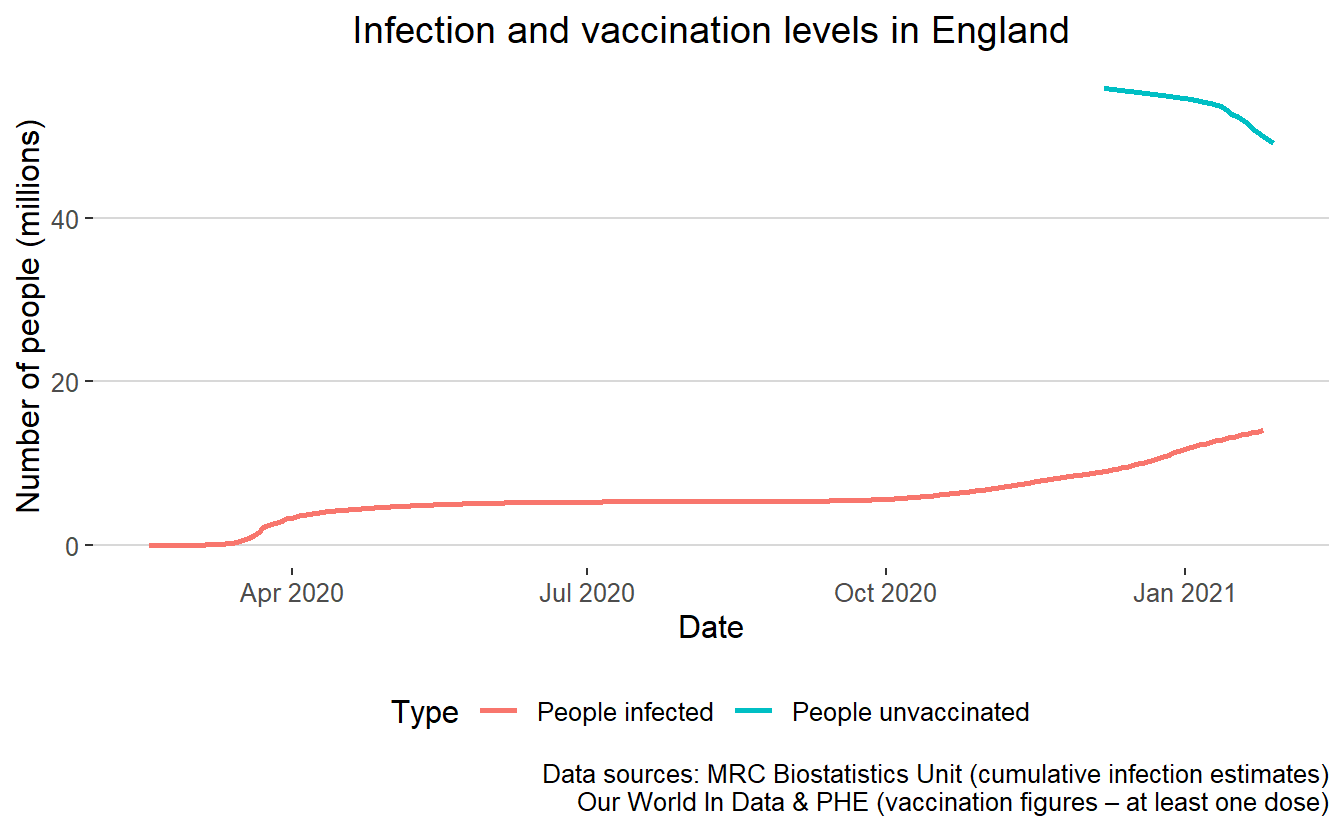 Infection and vaccination levels in England
Number of people (millions)
40
20
0
Apr 2020
Jul 2020
Oct 2020
Jan 2021
Date
Type
People infected
People unvaccinated
Data sources: MRC Biostatistics Unit (cumulative infection estimates)
Our World In Data & PHE (vaccination figures – at least one dose)